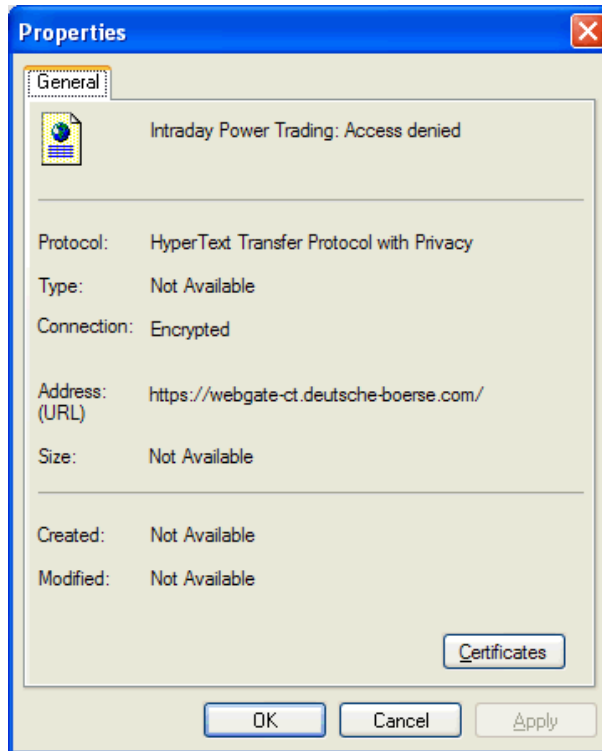 Properties
General
Intraday Power Trading: Access denied
Protocol: HyperText Transfer Protocol with Privacy
Type: Not Available
Connection: Encrypted
Address: https://webgate-ct.deutsche-boerse.com/
(URL)
Size: Not Available
Created: Not Available
Modified: Not Available
Certificates
OK Cancel Apply